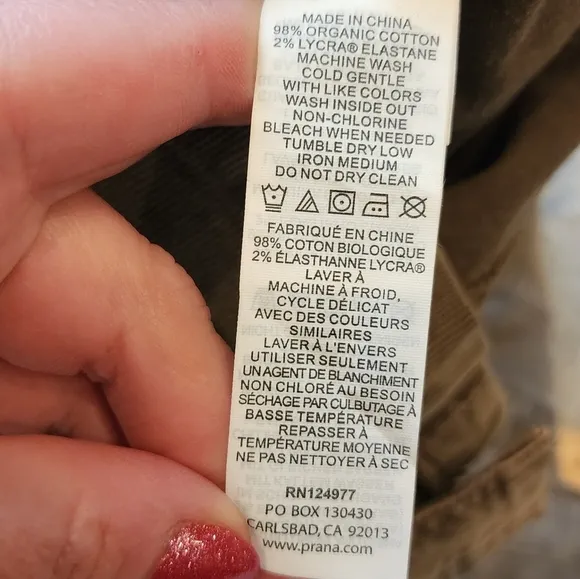 MADE IN CHINA
98% ORGANIC COTTON
2% LYCRA® ELASTANE
MACHINE WASH
COLD GENTLE
WITH LIKE COLORS
WASH INSIDE OUT
NON-CHLORINE
BLEACH WHEN NEEDED
TUMBLE DRY LOW
IRON MEDIUM
DO NOT DRY CLEAN
FABRIQUÉ EN CHINE
98% COTON BIOLOGIQUE
2% ÉLASTHANNE LYCRA®
LAVER À
MACHINE À FROID,
CYCLE DÉLICAT
AVEC DES COULEURS
SIMILAIRES
LAVER À L'ENVERS
UTILISER SEULEMENT
UN AGENT DE BLANCHIMENT
NON CHLORÉ AU BESOIN
SÉCHAGE PAR CULBUTAGE À
BASSE TEMPÉRATURE
REPASSER À
TEMPÉRATURE MOYENNE
NE PAS NETTOYER À SEC
RN124977
PO BOX 130430
CARLSBAD, CA 92013
www.prana.com